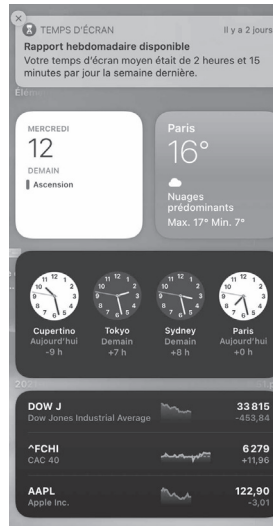 TEMPS D'ÉCRAN
Il y a 2 jours
Rapport hebdomadaire disponible
Votre temps d'écran moyen était de 2 heures et 15
minutes par jour la semaine dernière.
MERCREDI
12
DEMAIN
Ascension
Paris
16°
Nuages
prédominants
Max. 17° Min. 7°
Cupertino
Aujourd'hui
-9 h
Tokyo
Demain
+7 h
Sydney
Demain
+8 h
Paris
Aujourd'hui
+0 h
DOW J
Dow Jones Industrial Average
33 815
-453,84
^FCHI
CAC 40
6 279
+11,96
AAPL
Apple Inc.
122,90
-3,01